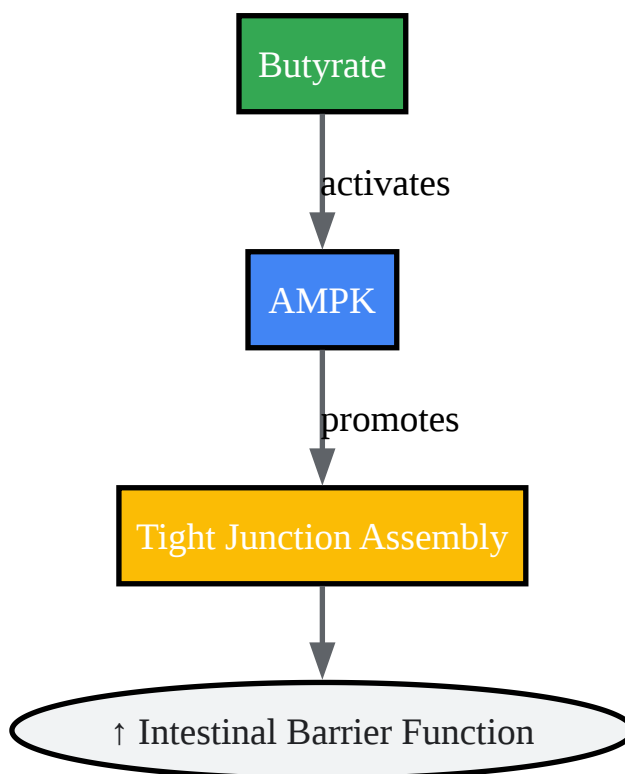 Butyrate
activates
AMPK
promotes
Tight Junction Assembly
↑ Intestinal Barrier Function